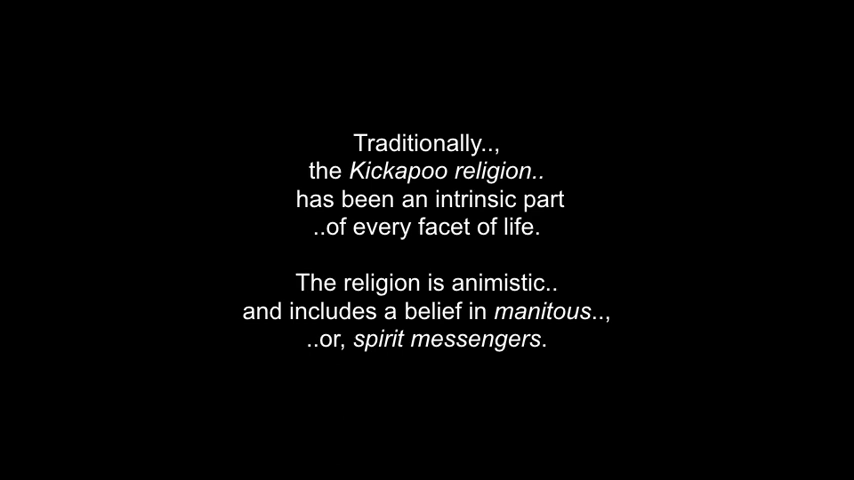 Traditionally..,
the Kickapoo religion..
has been an intrinsic part
..of every facet of life.
The religion is animistic..
and includes a belief in manitous..,
..or, spirit messengers.